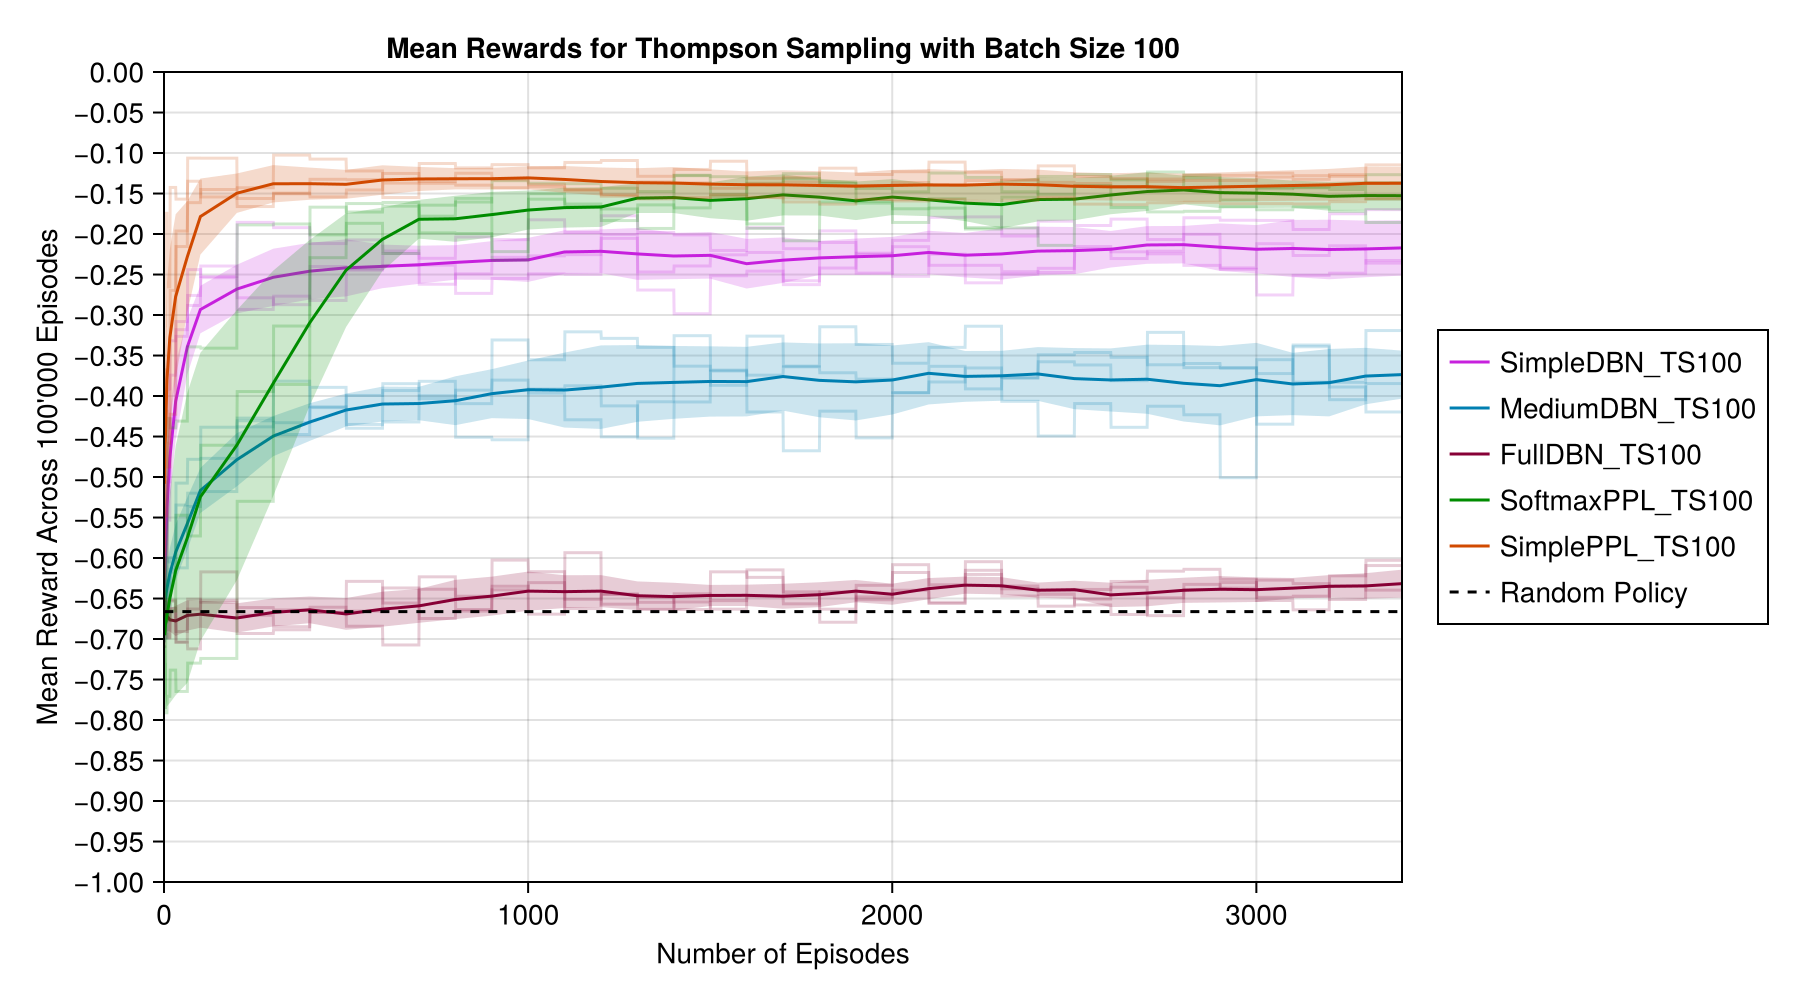 Mean Rewards for Thompson Sampling with Batch Size 100
Mean Reward Across 100'000 Episodes
0.00
−0.05
−0.10
−0.15
−0.20
−0.25
−0.30
−0.35
−0.40
−0.45
−0.50
−0.55
−0.60
−0.65
−0.70
−0.75
−0.80
−0.85
−0.90
−0.95
−1.00
0 1000 2000 3000
Number of Episodes
SimpleDBN_TS100
MediumDBN_TS100
FullDBN_TS100
SoftmaxPPL_TS100
SimplePPL_TS100
Random Policy